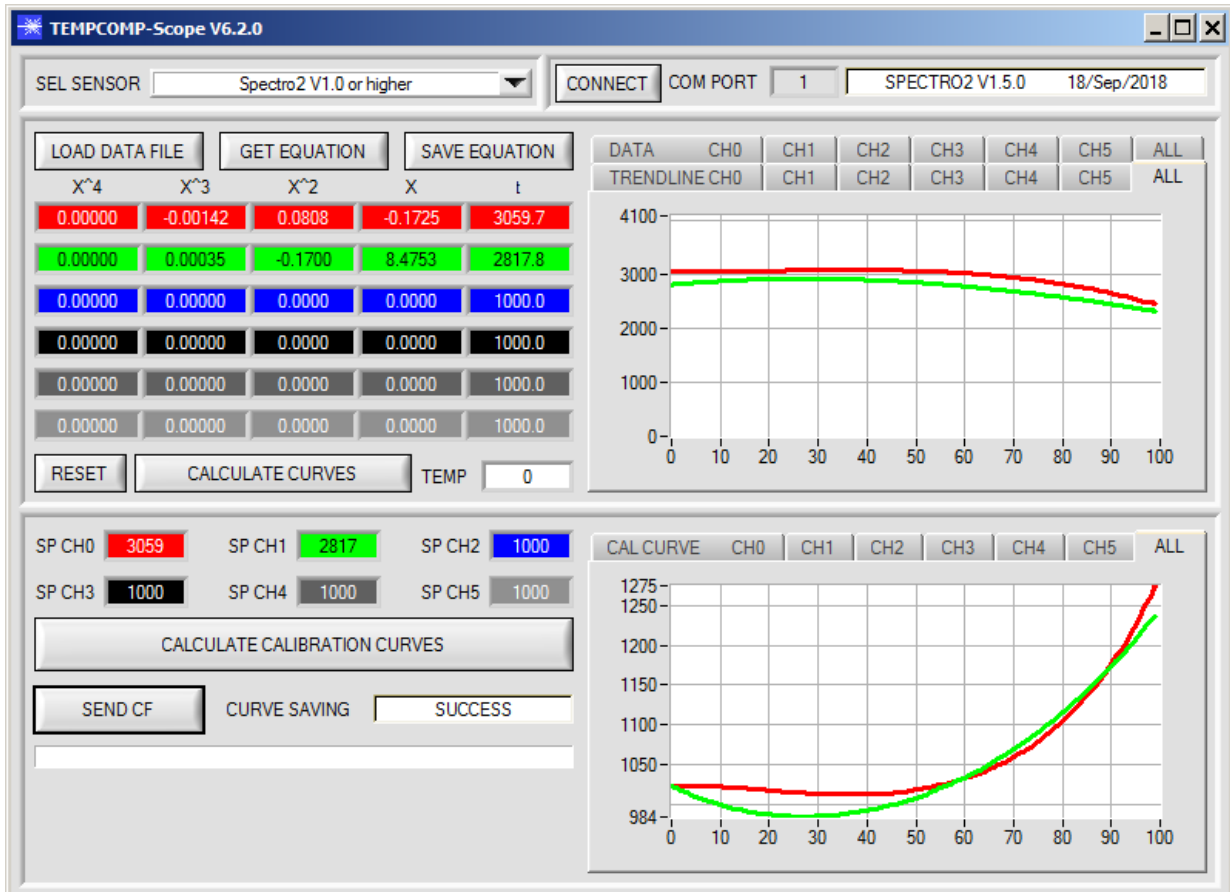 TEMPCOMP-Scope V6.2.0
SEL SENSOR Spectro2 V1.0 or higher CONNECT COM PORT 1 SPECTRO2 V1.5.0 18/Sep/2018
LOAD DATA FILE GET EQUATION SAVE EQUATION
X^4 X^3 X^2 X t
0.00000 -0.00142 0.0808 -0.1725 3059.7
0.00000 0.00035 -0.1700 8.4753 2817.8
0.00000 0.00000 0.0000 0.0000 1000.0
0.00000 0.00000 0.0000 0.0000 1000.0
0.00000 0.00000 0.0000 0.0000 1000.0
0.00000 0.00000 0.0000 0.0000 1000.0
RESET CALCULATE CURVES TEMP 0
DATA CH0 CH1 CH2 CH3 CH4 CH5 ALL
TRENDLINE CH0 CH1 CH2 CH3 CH4 CH5 ALL
4100
3000
2000
1000
0
0 10 20 30 40 50 60 70 80 90 100
SP CH0 3059 SP CH1 2817 SP CH2 1000
SP CH3 1000 SP CH4 1000 SP CH5 1000
CALCULATE CALIBRATION CURVES
SEND CF CURVE SAVING SUCCESS
CAL CURVE CH0 CH1 CH2 CH3 CH4 CH5 ALL
1275
1250
1200
1150
1100
1050
984
0 10 20 30 40 50 60 70 80 90 100